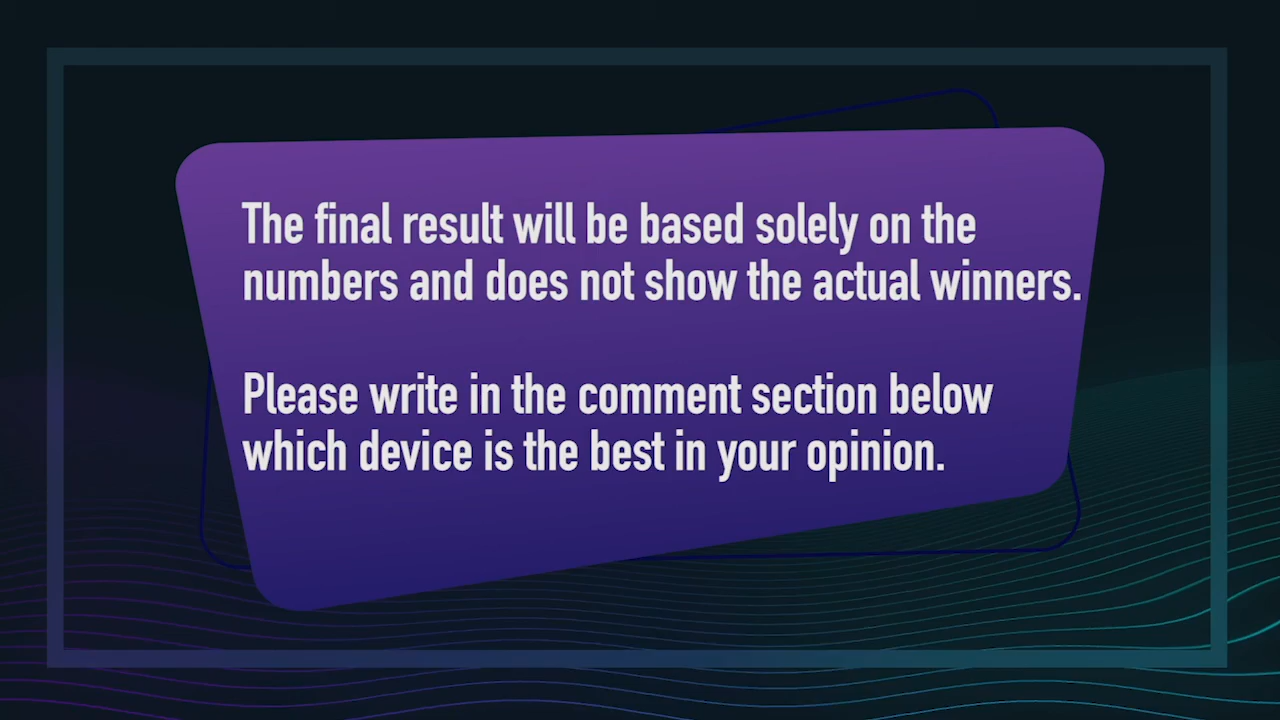 The final result will be based solely on the
numbers and does not show the actual winners.
Please write in the comment section below
which device is the best in your opinion.